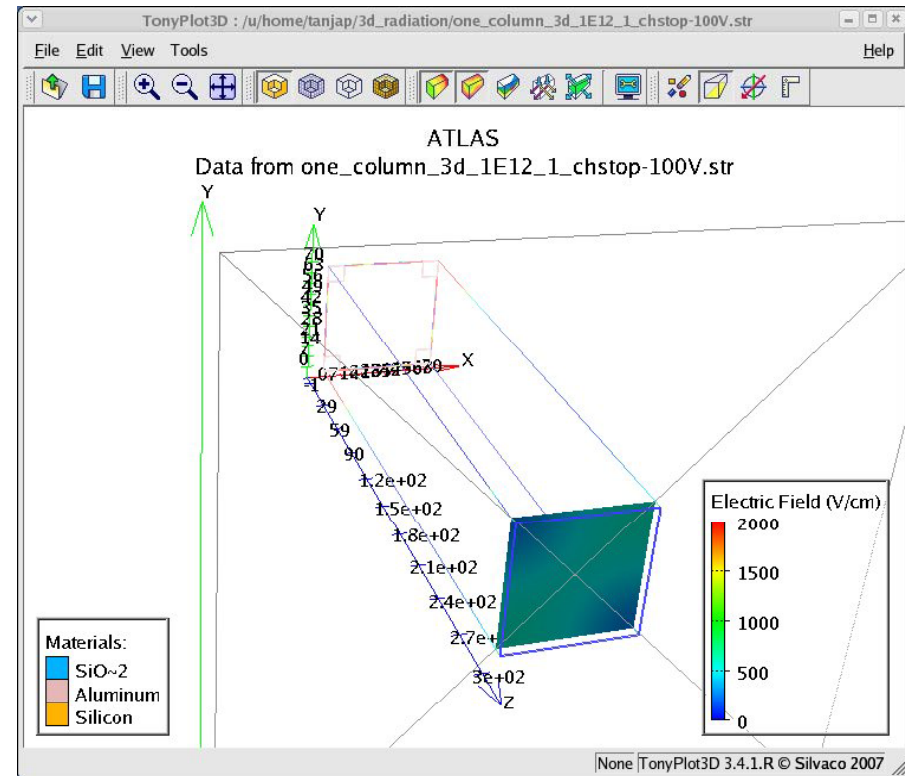 TonyPlot3D : /u/home/tanjap/3d_radiation/one_column_3d_1E12_1_chstop-100V.str
File Edit View Tools Help
ATLAS
Data from one_column_3d_1E12_1_chstop-100V.str
Y
Y
70
63
56
49
42
35
28
21
14
7
0
X
-1
29
59
90
1.2e+02
1.5e+02
1.8e+02
2.1e+02
2.4e+02
2.7e+
3e+02
Z
Electric Field (V/cm)
2000
1500
1000
500
0
Materials:
SiO~2
Aluminum
Silicon
None TonyPlot3D 3.4.1.R © Silvaco 2007